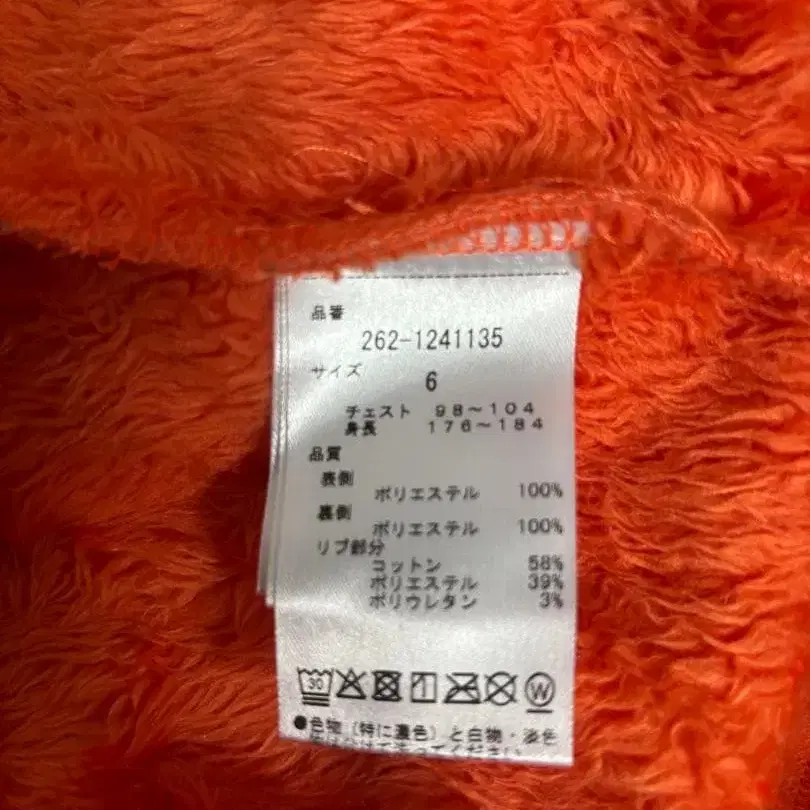 品番
262-1241135
サイズ
6
チェスト 98～104
身長 176～184
品質
表側
ポリエステル 100%
裏側
ポリエステル 100%
リブ部分
コットン 58%
ポリエステル 39%
ポリウレタン 3%
30 W
●色物(特に濃色)と白物・淡色